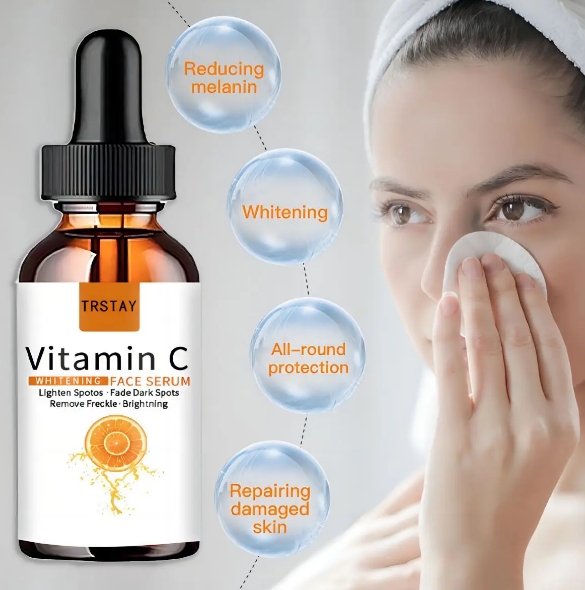 Reducing
melanin
Whitening
All-round
protection
Repairing
damaged
skin
TRSTAY
Vitamin C
WHITENING FACE SERUM
Lighten Spotos · Fade Dark Spots
Remove Freckle · Brightning